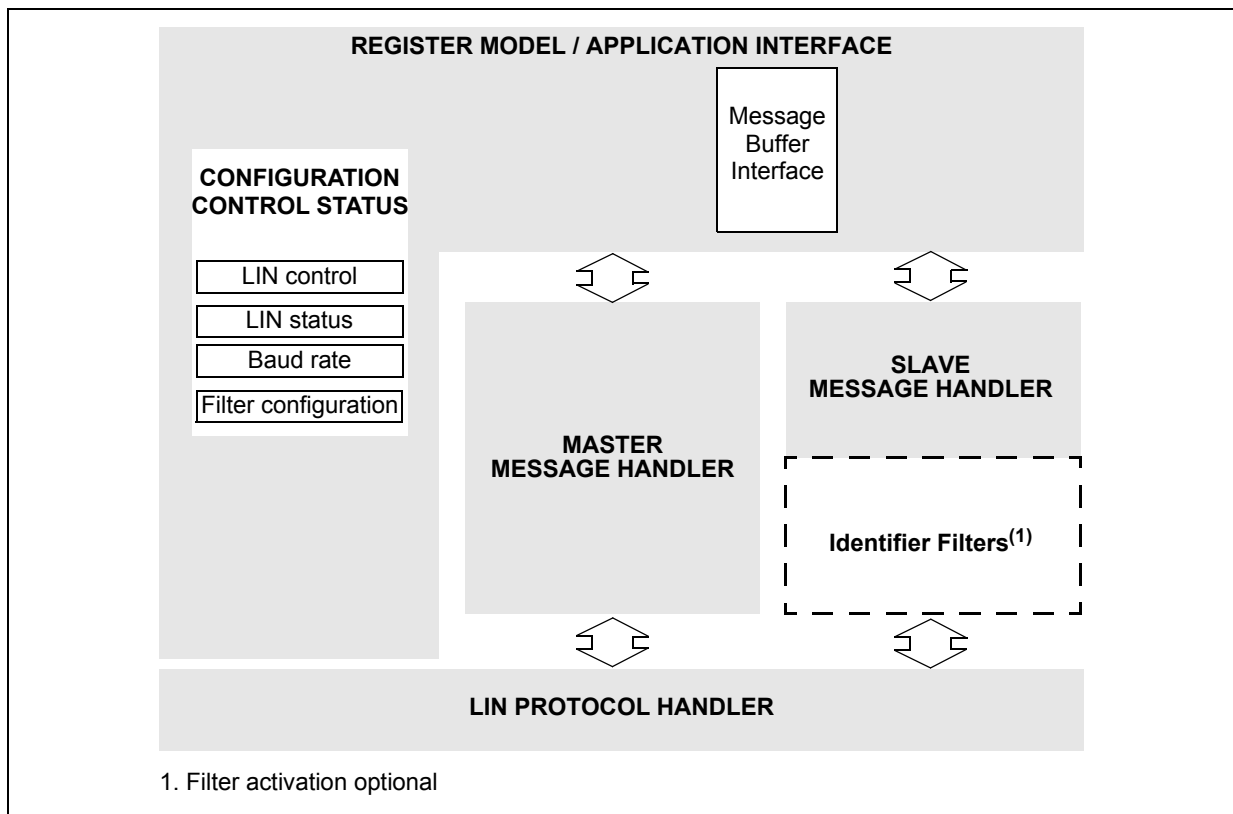 REGISTER MODEL / APPLICATION INTERFACE
Message
Buffer
Interface
CONFIGURATION
CONTROL STATUS
LIN control
LIN status
Baud rate
Filter configuration
MASTER
MESSAGE HANDLER
SLAVE
MESSAGE HANDLER
Identifier Filters(1)
LIN PROTOCOL HANDLER
1. Filter activation optional